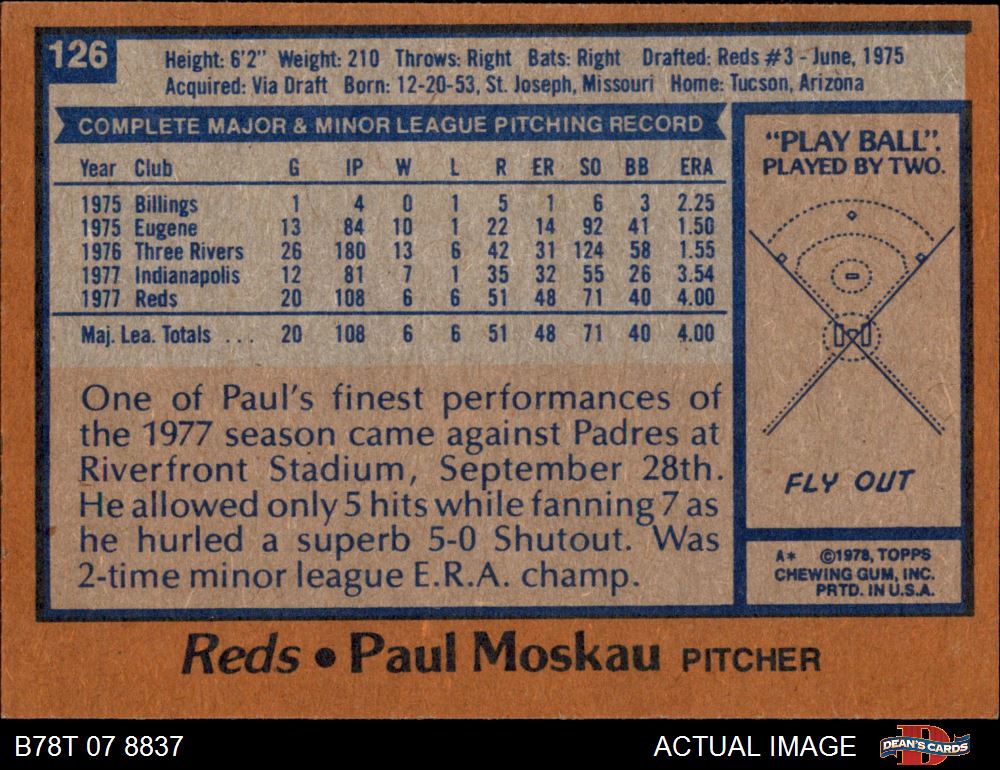 126
Height: 6'2" Weight: 210 Throws: Right Bats: Right Drafted: Reds #3 - June, 1975
Acquired: Via Draft Born: 12-20-53, St. Joseph, Missouri Home: Tucson, Arizona
COMPLETE MAJOR & MINOR LEAGUE PITCHING RECORD
Year Club G IP W L R ER SO BB ERA
1975 Billings 1 4 0 1 5 1 6 3 2.25
1975 Eugene 13 84 10 1 22 14 92 41 1.50
1976 Three Rivers 26 180 13 6 42 31 124 58 1.55
1977 Indianapolis 12 81 7 1 35 32 55 26 3.54
1977 Reds 20 108 6 6 51 48 71 40 4.00
Maj. Lea. Totals ... 20 108 6 6 51 48 71 40 4.00
One of Paul's finest performances of
the 1977 season came against Padres at
Riverfront Stadium, September 28th.
He allowed only 5 hits while fanning 7 as
he hurled a superb 5-0 Shutout. Was
2-time minor league E.R.A. champ.
"PLAY BALL".
PLAYED BY TWO.
FLY OUT
A* ©1978, TOPPS
CHEWING GUM, INC.
PRTD. IN U.S.A.
Reds • Paul Moskau PITCHER
B78T 07 8837
ACTUAL IMAGE
D
DEAN'S CARDS